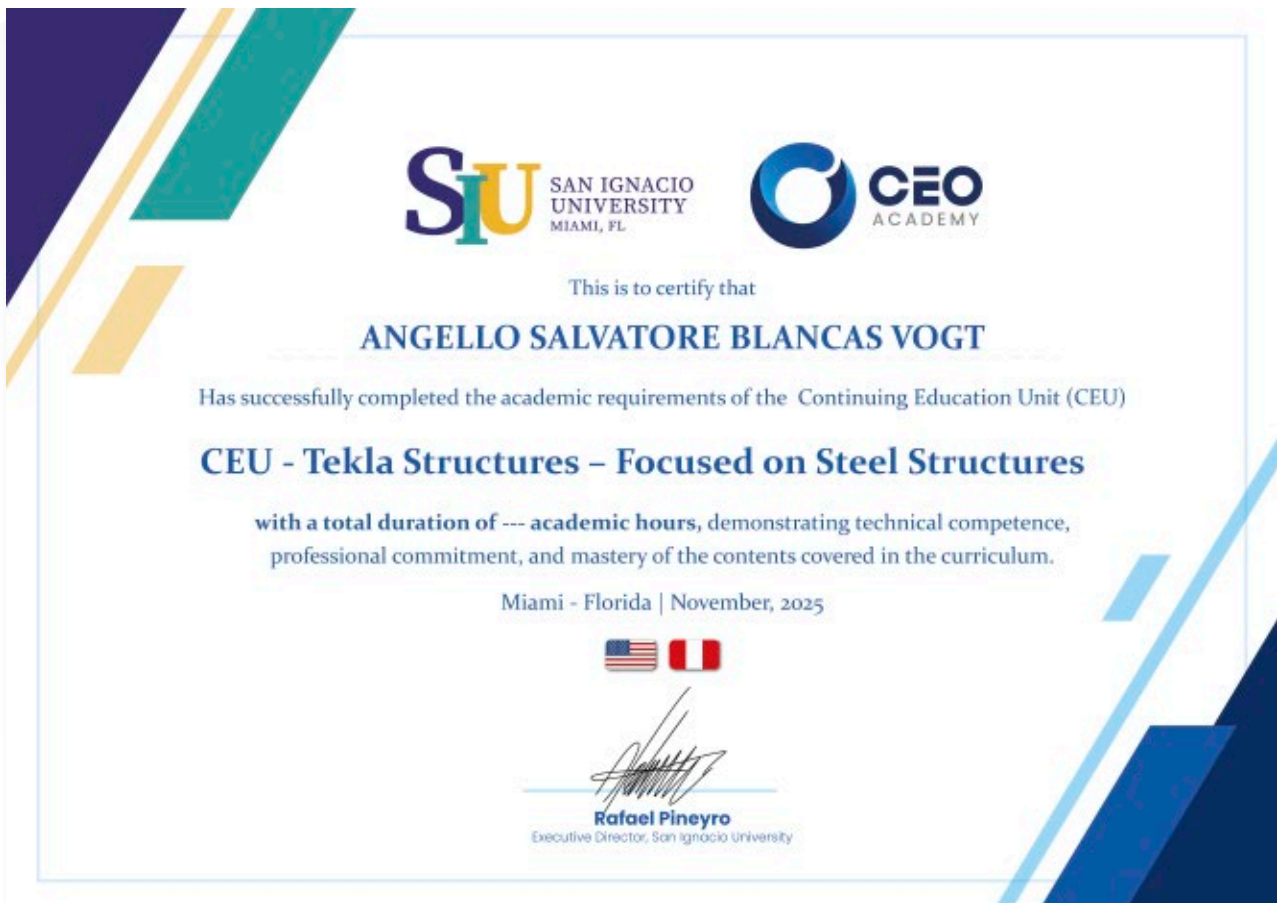 SIU SAN IGNACIO
UNIVERSITY
MIAMI, FL
CEO
ACADEMY
This is to certify that
ANGELLO SALVATORE BLANCAS VOGT
Has successfully completed the academic requirements of the Continuing Education Unit (CEU)
CEU - Tekla Structures – Focused on Steel Structures
with a total duration of --- academic hours, demonstrating technical competence,
professional commitment, and mastery of the contents covered in the curriculum.
Miami - Florida | November, 2025
Rafael Pineyro
Executive Director, San Ignacio University